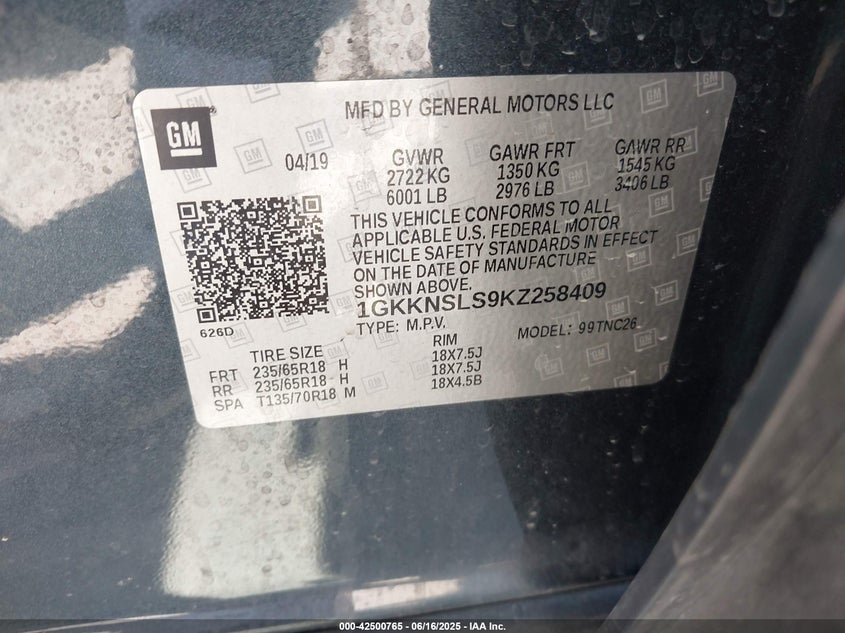 GM
MFD BY GENERAL MOTORS LLC
04/19
GVWR GAWR FRT GAWR RR
2722 KG 1350 KG 1545 KG
6001 LB 2976 LB 3406 LB
THIS VEHICLE CONFORMS TO ALL
APPLICABLE U.S. FEDERAL MOTOR
VEHICLE SAFETY STANDARDS IN EFFECT
ON THE DATE OF MANUFACTURE
SHOWN ABOVE.
1GKKNSLS9KZ258409
626D
TYPE: M.P.V. MODEL: 99TNC26
TIRE SIZE RIM
FRT 235/65R18 H 18X7.5J
RR 235/65R18 H 18X7.5J
SPA T135/70R18 M 18X4.5B
000-42500765 - 06/16/2025 - IAA Inc.